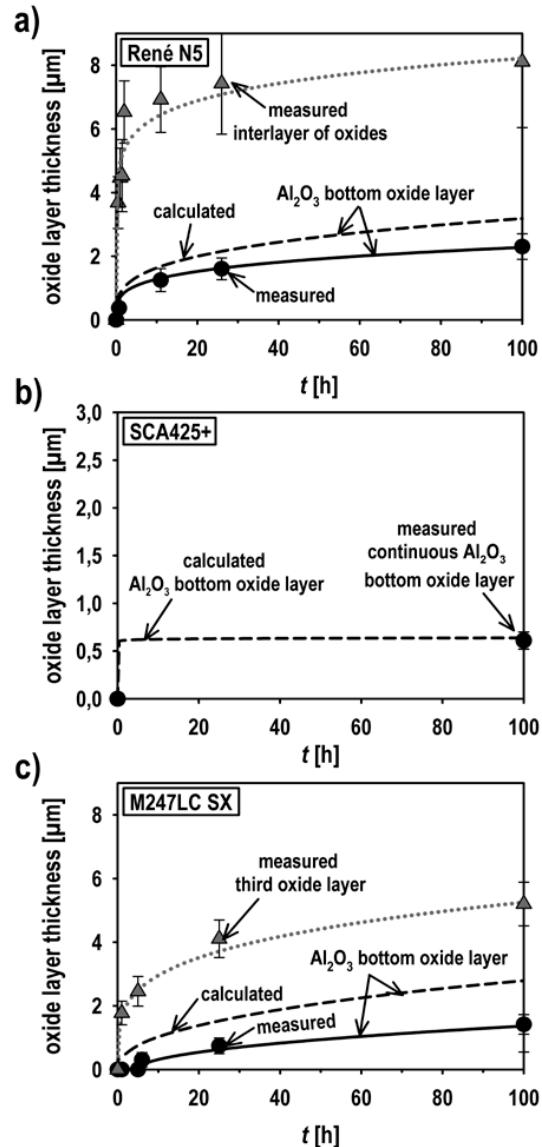 a)
René N5
oxide layer thickness [µm]
8
6
4
2
0
measured
interlayer of oxides
Al₂O₃ bottom oxide layer
calculated
measured
0 20 40 60 80 100
t [h]
b)
SCA425+
oxide layer thickness [µm]
3,0
2,5
2,0
1,5
1,0
0,5
0,0
calculated
Al₂O₃ bottom oxide layer
measured
continuous Al₂O₃
bottom oxide layer
0 20 40 60 80 100
t [h]
c)
M247LC SX
oxide layer thickness [µm]
8
6
4
2
0
measured
third oxide layer
Al₂O₃ bottom oxide layer
calculated
measured
0 20 40 60 80 100
t [h]